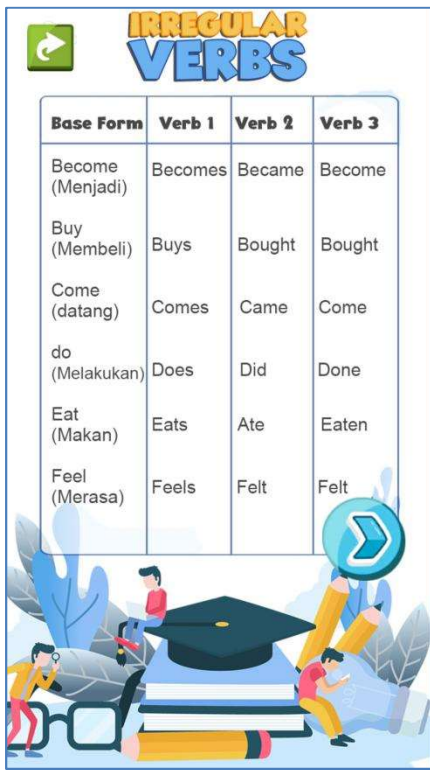 IRREGULAR
VERBS
Base Form Verb 1 Verb 2 Verb 3
Become
(Menjadi) Becomes Became Become
Buy
(Membeli) Buys Bought Bought
Come
(datang) Comes Came Come
do
(Melakukan) Does Did Done
Eat
(Makan) Eats Ate Eaten
Feel
(Merasa) Feels Felt Felt